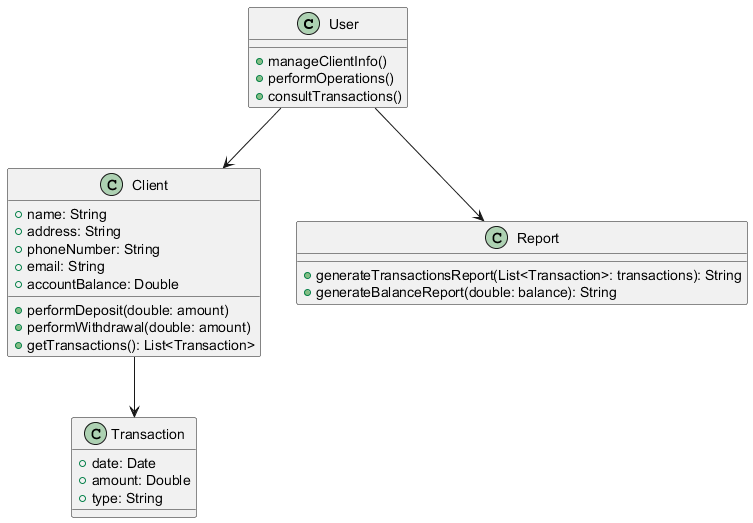 C User
manageClientInfo()
performOperations()
consultTransactions()
C Client
name: String
address: String
phoneNumber: String
email: String
accountBalance: Double
performDeposit(double: amount)
performWithdrawal(double: amount)
getTransactions(): List<Transaction>
C Report
generateTransactionsReport(List<Transaction>: transactions): String
generateBalanceReport(double: balance): String
C Transaction
date: Date
amount: Double
type: String